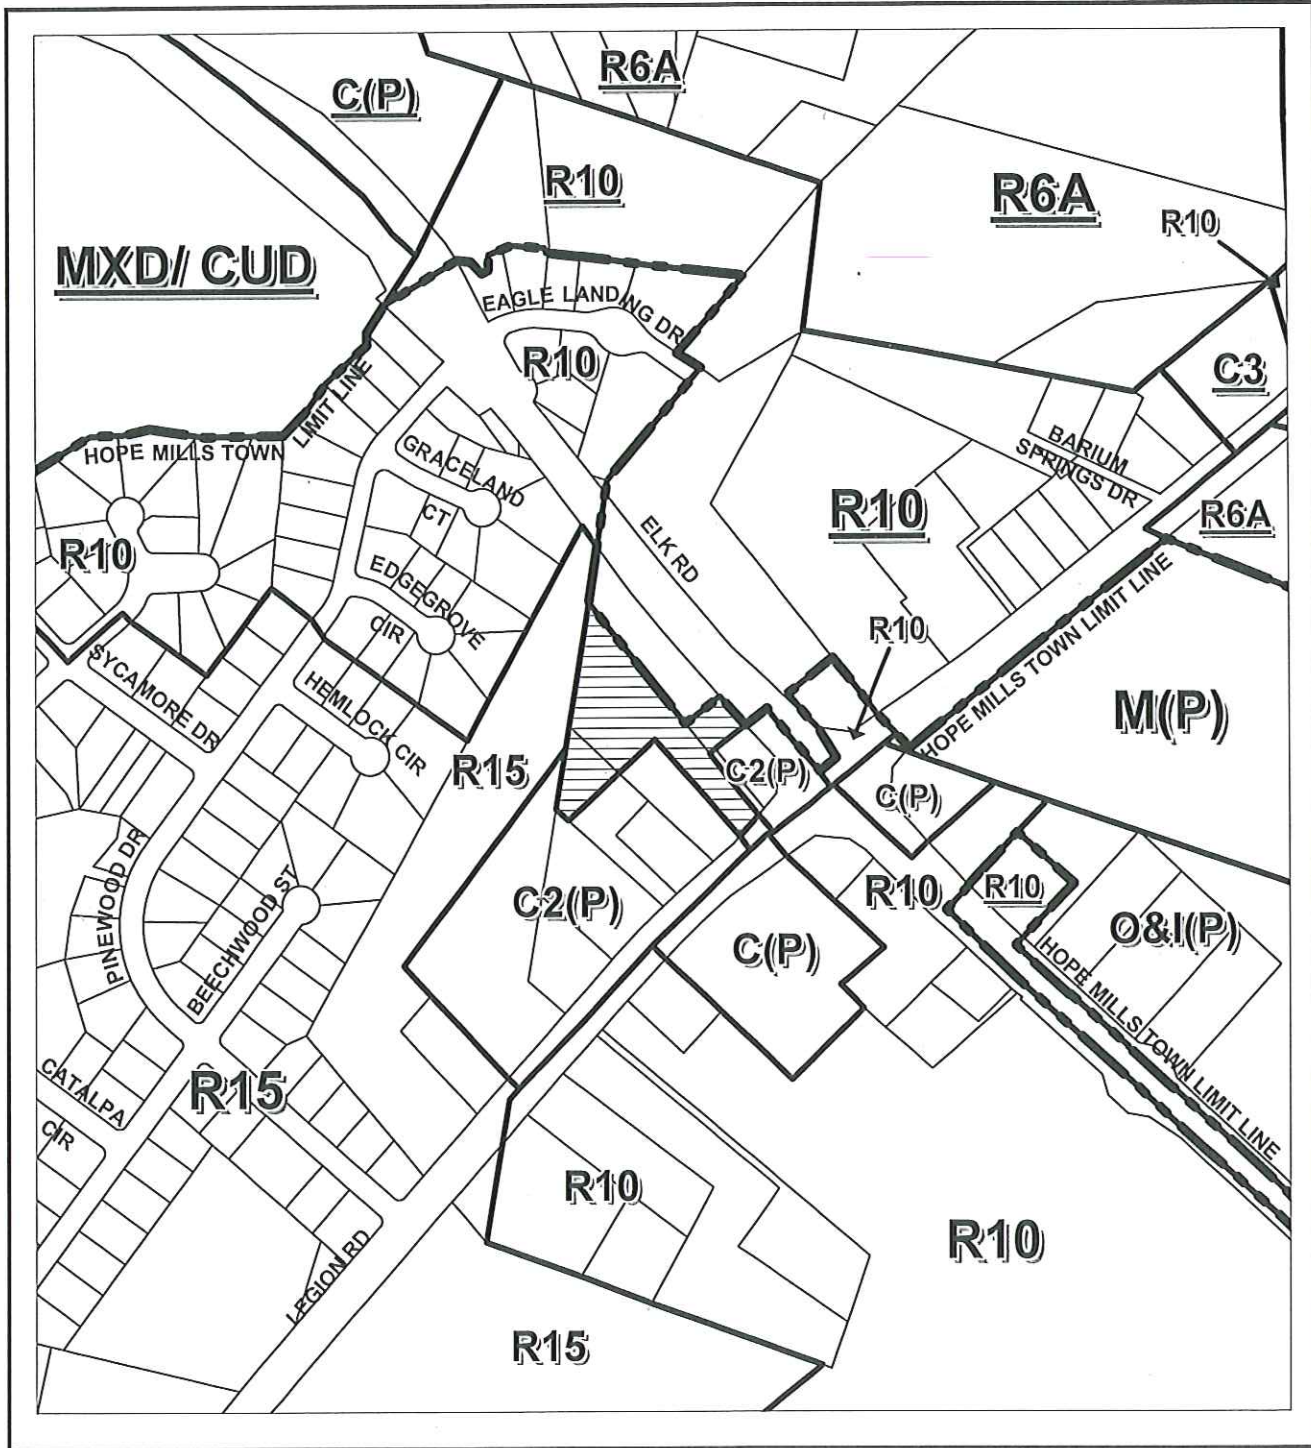 R6A
C(P)
R10
R6A
R10
MXD/ CUD
EAGLE LANDING DR
R10
C3
LIMIT LINE
HOPE MILLS TOWN
BARIUM
SPRINGS DR
GRACELAND
CT
R10
R6A
R10
ELK RD
EDGEGROVE
CIR
HOPE MILLS TOWN LIMIT LINE
R10
SYCAMORE DR
HEMLOCK CIR
M(P)
R15
C2(P)
C(P)
PINEWOOD DR
BEECHWOOD ST
C2(P)
R10
R10
O&I(P)
C(P)
HOPE MILLS TOWN LIMIT LINE
CATALPA
CIR
R15
R10
R10
LEGION RD
R15